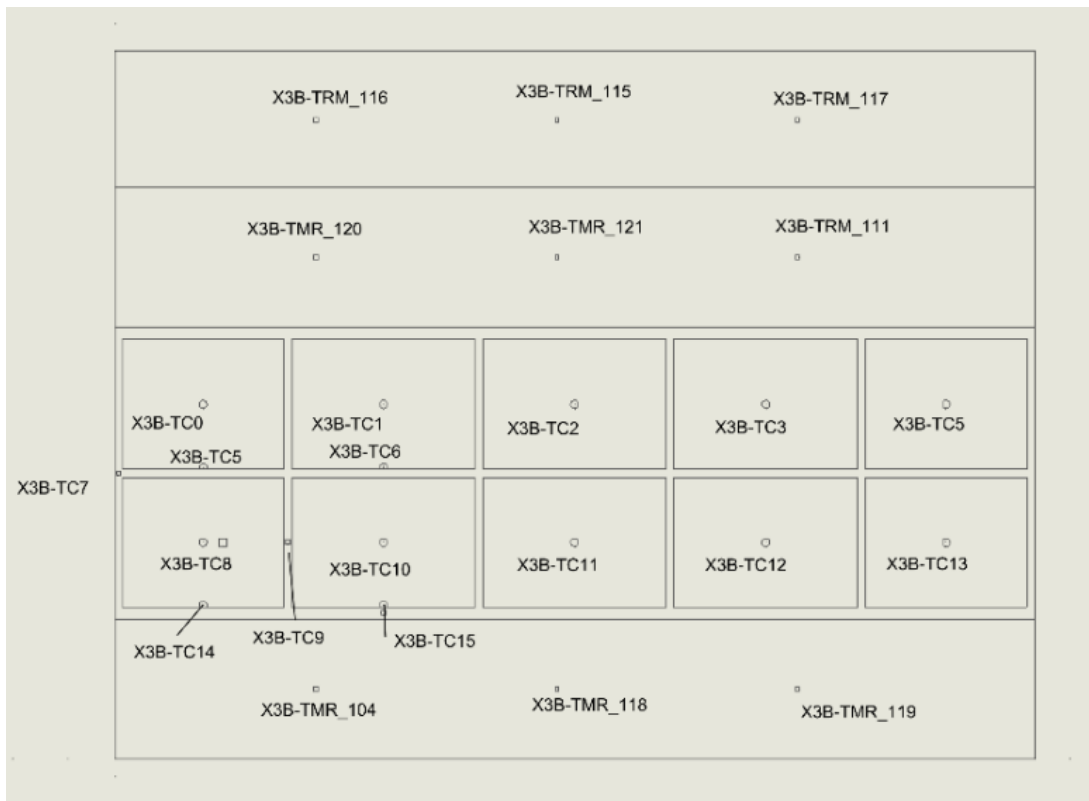 X3B-TRM_116
X3B-TRM_115
X3B-TRM_117
X3B-TMR_120
X3B-TMR_121
X3B-TRM_111
X3B-TC0
X3B-TC1
X3B-TC2
X3B-TC3
X3B-TC5
X3B-TC5
X3B-TC6
X3B-TC7
X3B-TC8
X3B-TC10
X3B-TC11
X3B-TC12
X3B-TC13
X3B-TC14
X3B-TC9
X3B-TC15
X3B-TMR_104
X3B-TMR_118
X3B-TMR_119